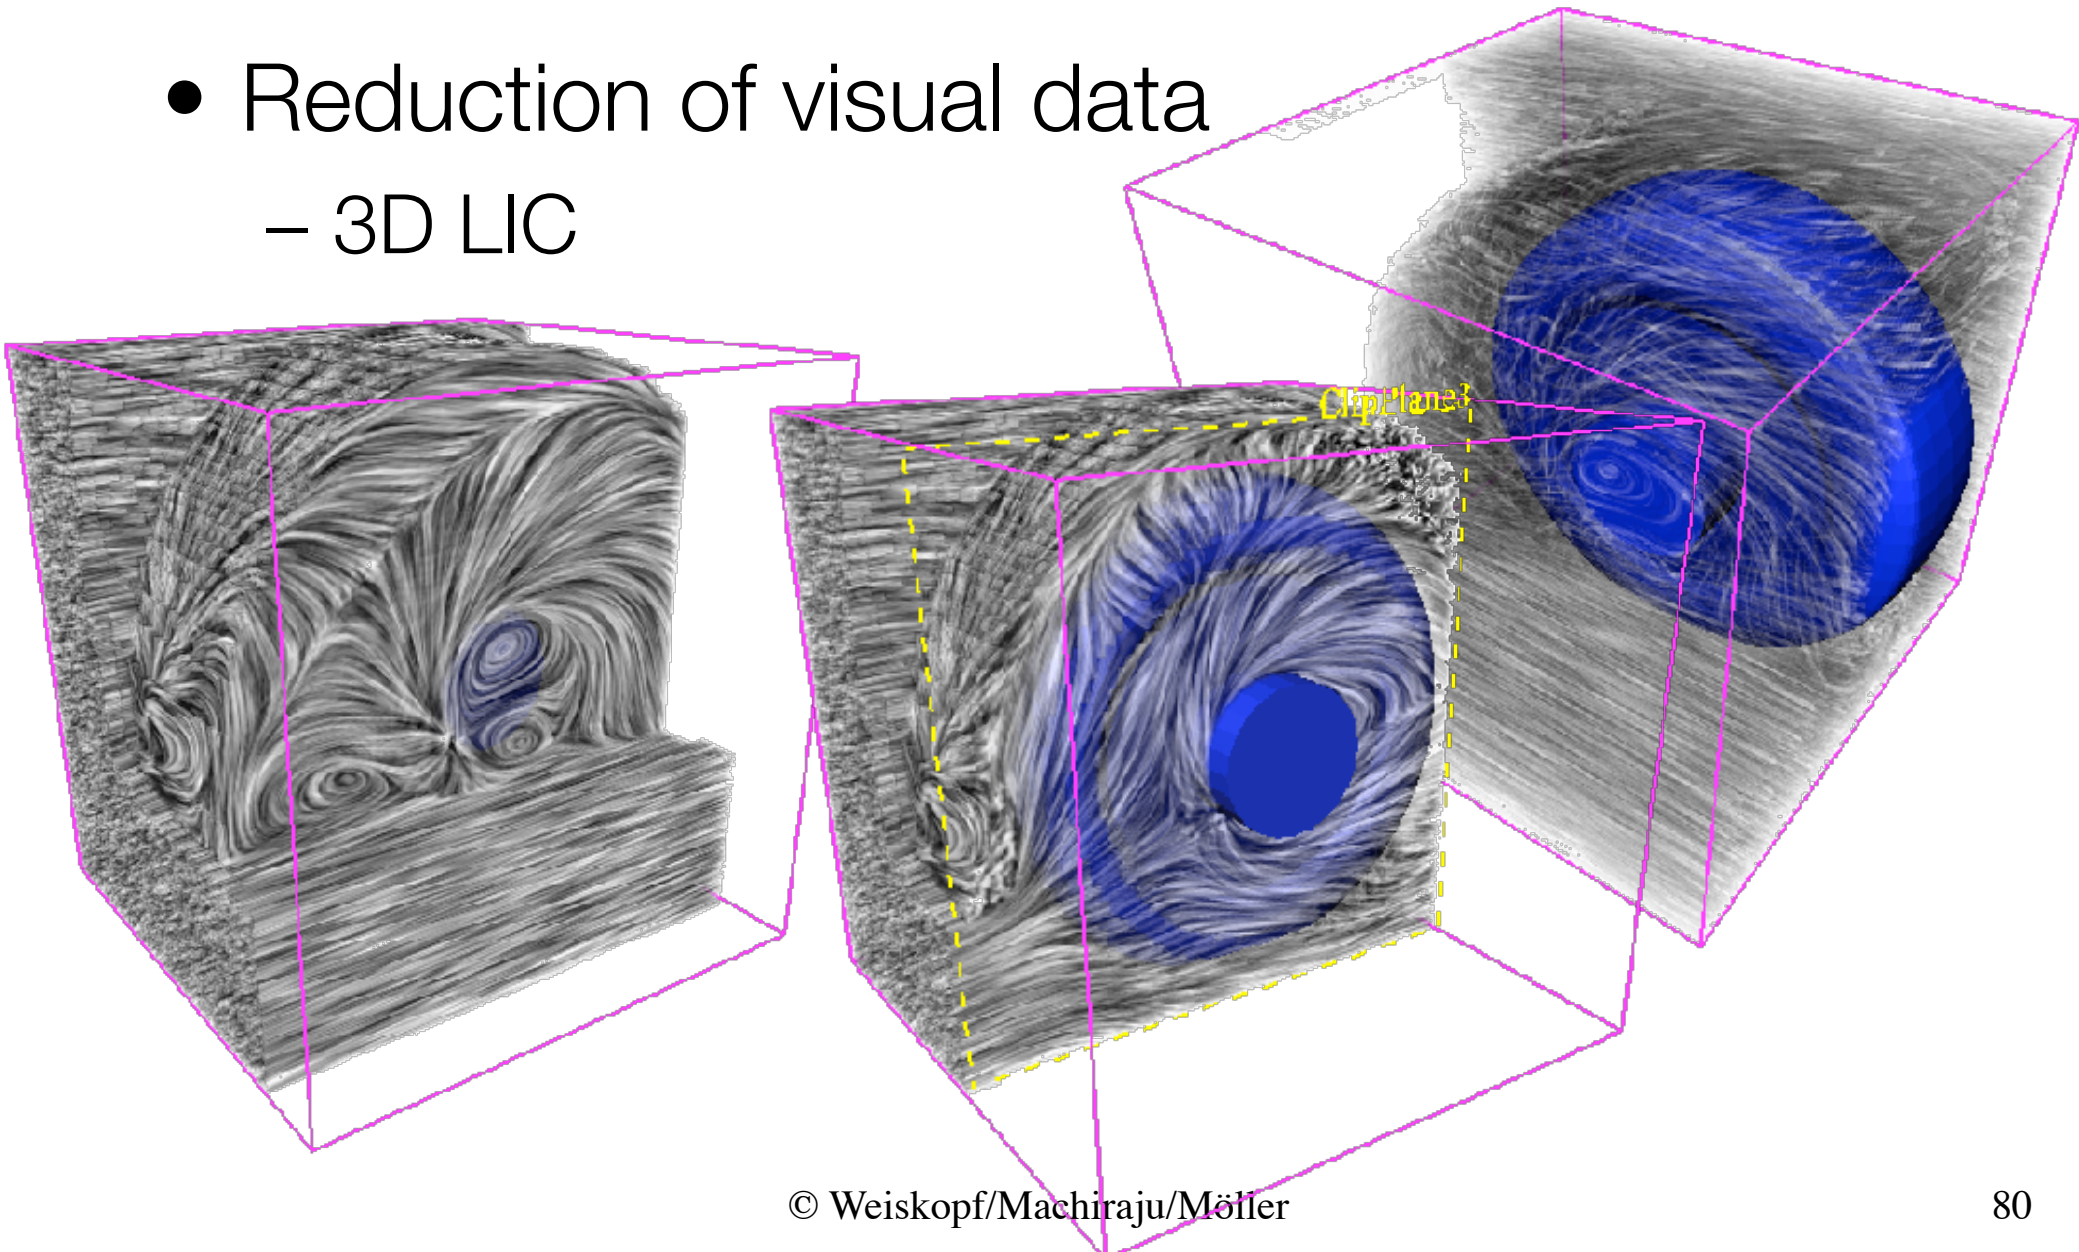 • Reduction of visual data
– 3D LIC
ClipPlane3
© Weiskopf/Machiraju/Möller
80